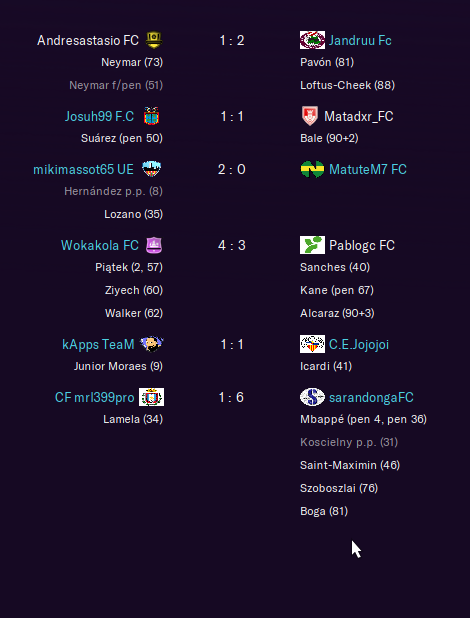 Andresastasio FC 1 : 2 Jandruu Fc
Neymar (73) Pavón (81)
Neymar f/pen (51) Loftus-Cheek (88)
Josuh99 F.C 1 : 1 Matadxr_FC
Suárez (pen 50) Bale (90+2)
mikimassot65 UE 2 : 0 MatuteM7 FC
Hernández p.p. (8)
Lozano (35)
Wokakola FC 4 : 3 Pablogc FC
Piątek (2, 57) Sanches (40)
Ziyech (60) Kane (pen 67)
Walker (62) Alcaraz (90+3)
kApps TeaM 1 : 1 C.E.Jojojoi
Junior Moraes (9) Icardi (41)
CF mrl399pro 1 : 6 sarandongaFC
Lamela (34) Mbappé (pen 4, pen 36)
Koscielny p.p. (31)
Saint-Maximin (46)
Szoboszlai (76)
Boga (81)